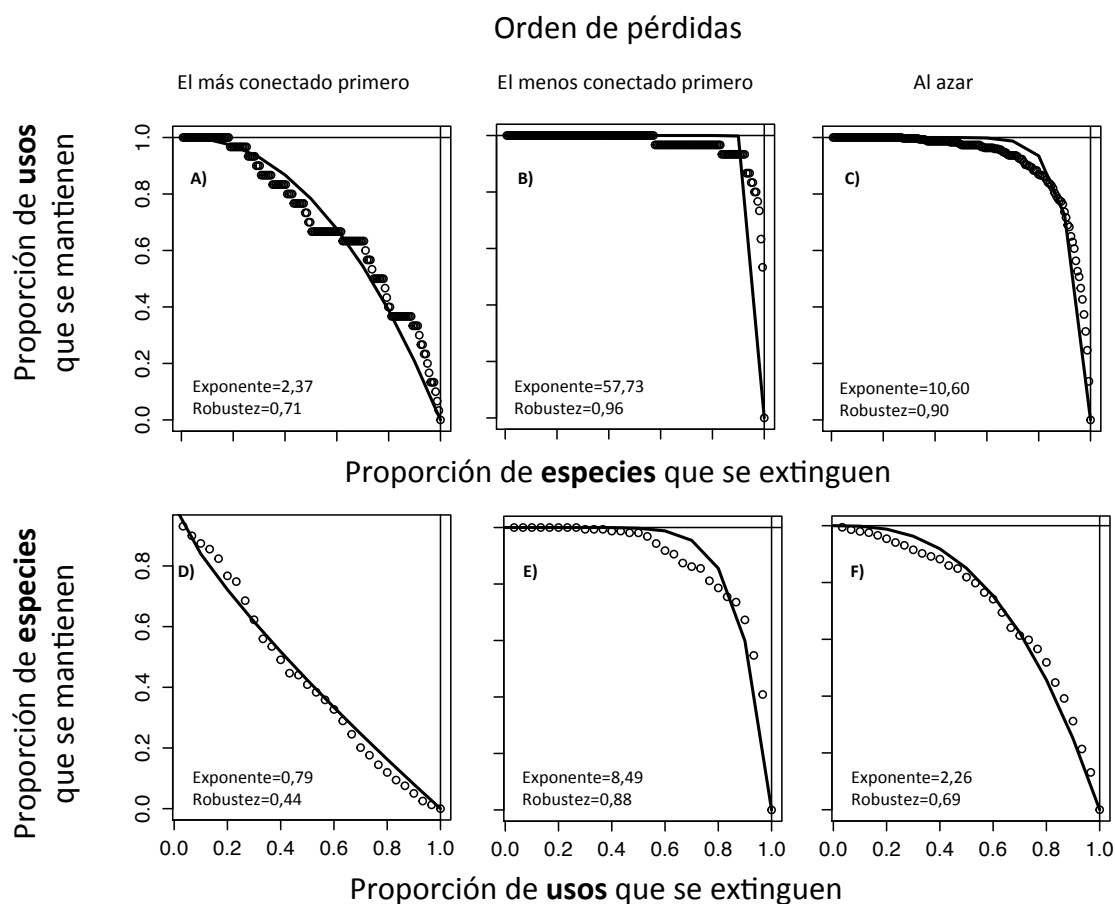 Orden de pérdidas
El más conectado primero
El menos conectado primero
Al azar
Proporción de usos
que se mantienen
1.0
0.8
0.6
0.4
0.2
0.0
A)
Exponente=2,37
Robustez=0,71
B)
Exponente=57,73
Robustez=0,96
C)
Exponente=10,60
Robustez=0,90
Proporción de especies que se extinguen
Proporción de especies
que se mantienen
0.8
0.6
0.4
0.2
0.0
D)
Exponente=0,79
Robustez=0,44
E)
Exponente=8,49
Robustez=0,88
F)
Exponente=2,26
Robustez=0,69
0.0 0.2 0.4 0.6 0.8 1.0
0.0 0.2 0.4 0.6 0.8 1.0
0.0 0.2 0.4 0.6 0.8 1.0
Proporción de usos que se extinguen